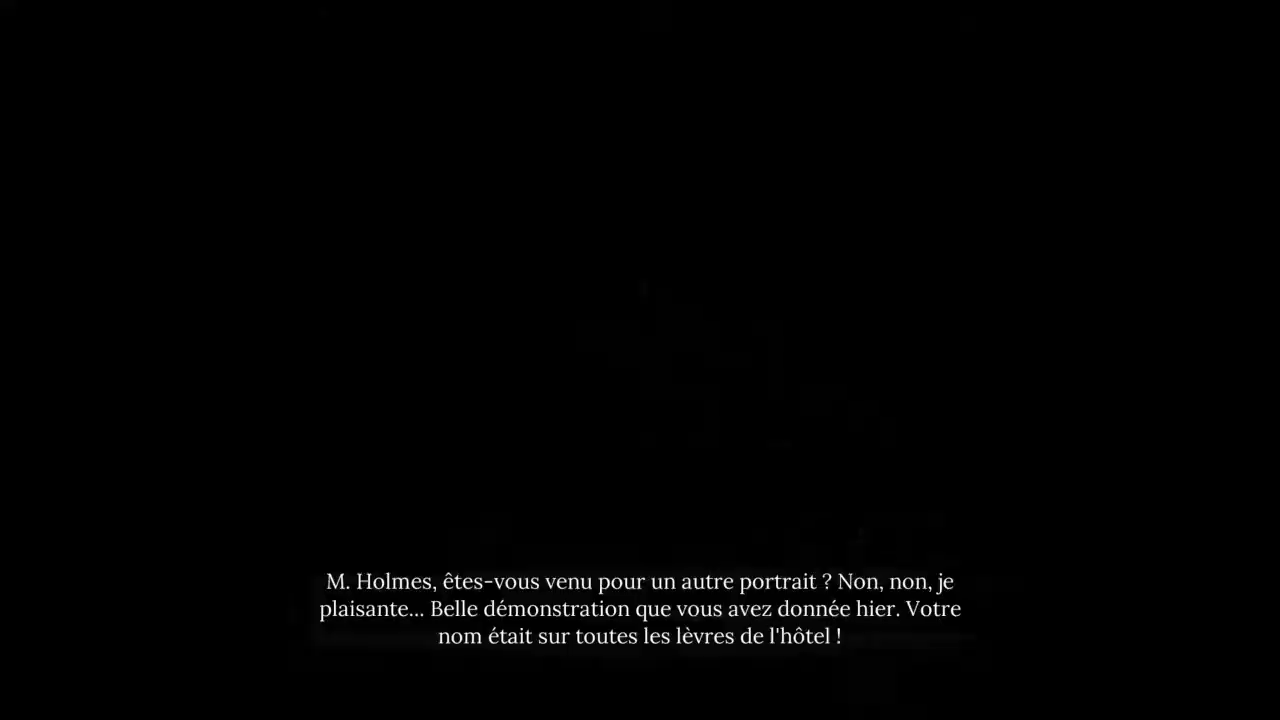 M. Holmes, êtes-vous venu pour un autre portrait ? Non, non, je
plaisante... Belle démonstration que vous avez donnée hier. Votre
nom était sur toutes les lèvres de l'hôtel !